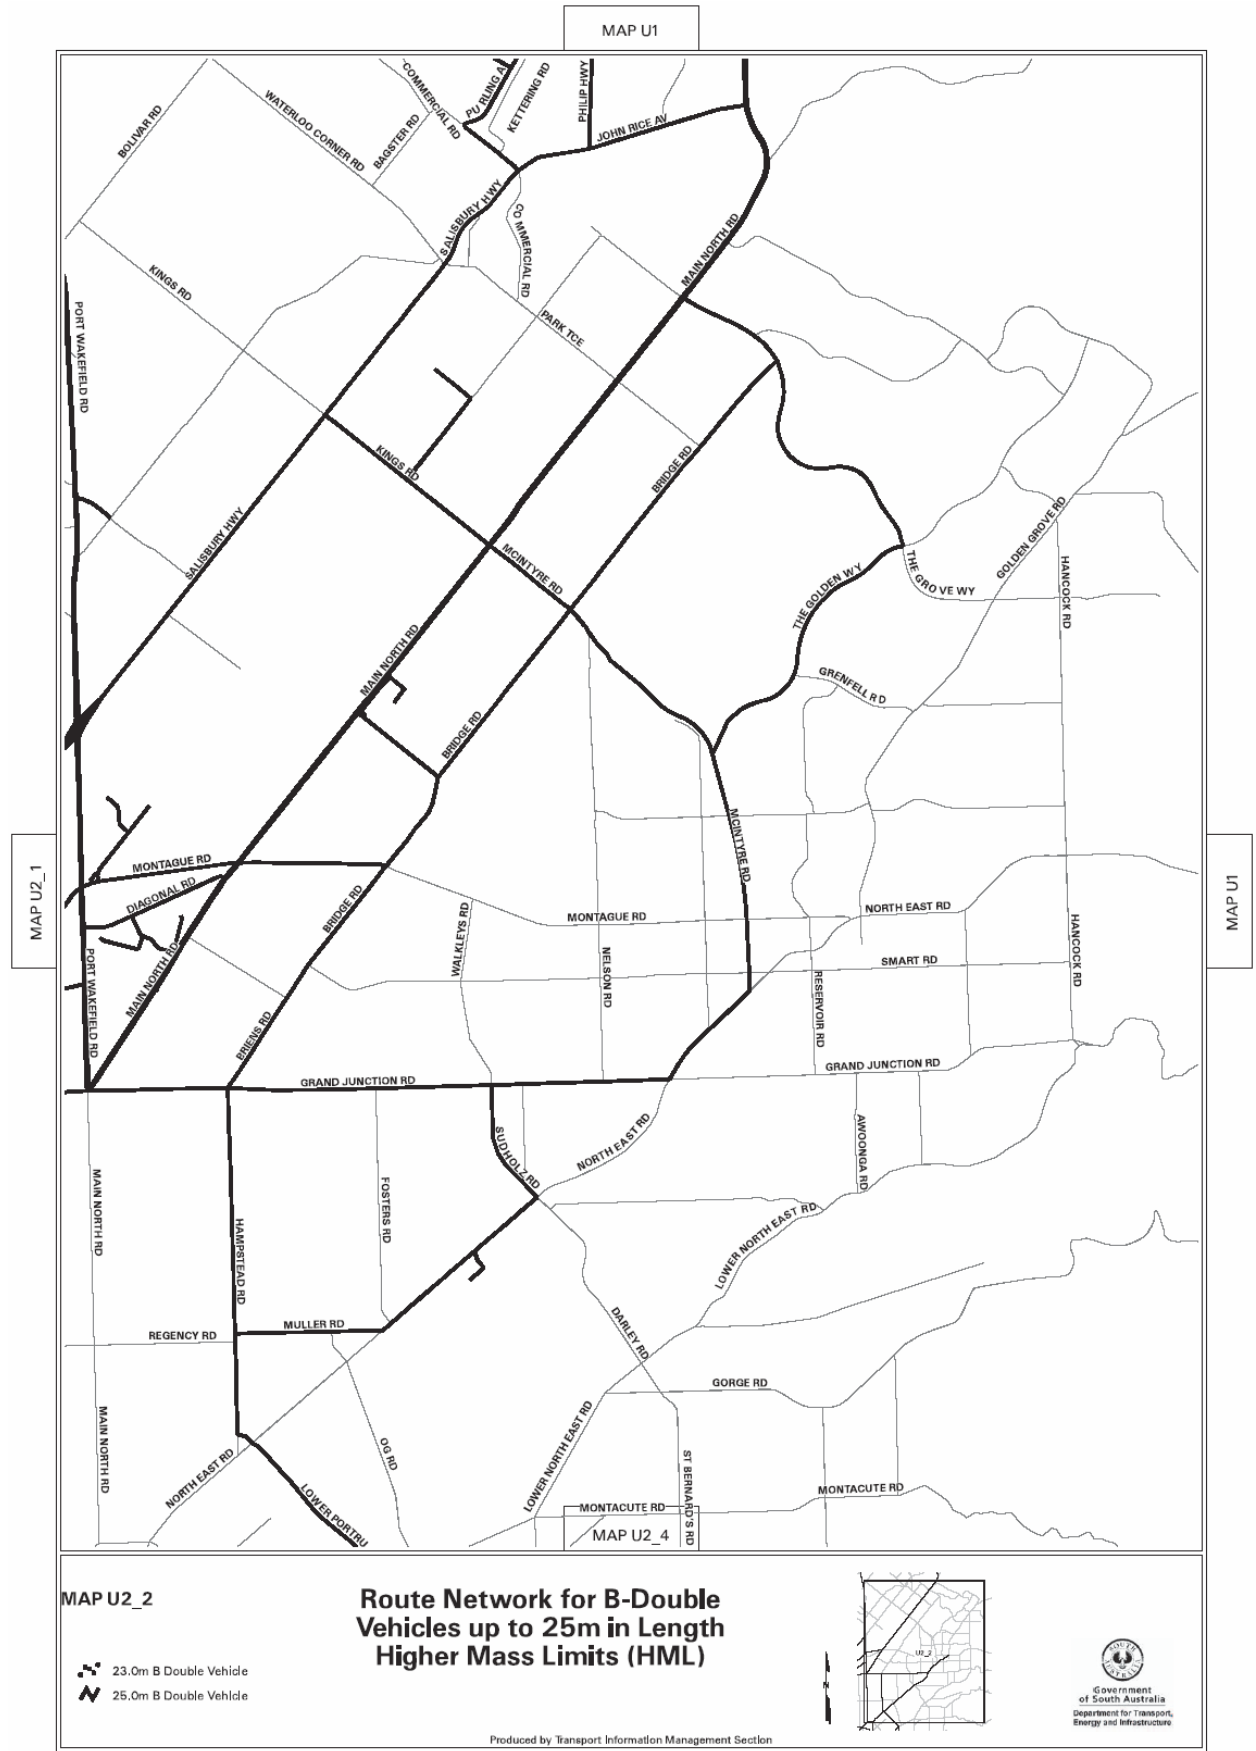 MAP U1
COMMERCIAL RD
PU RLING A
KETTERING RD
PHILIP HWY
WATERLOO CORNER RD
BOLIVAR RD
BAGSTER RD
JOHN RICE AV
SALISBURY HWY
CO MMERCIAL RD
MAIN NORTH RD
KINGS RD
PORT WAKEFIELD RD
PARK TCE
KINGS RD
BRIDGE RD
SALISBURY HWY
GOLDEN GROVE RD
MCINTYRE RD
THE GRO VE WY
HANCOCK RD
THE GOLDEN WY
MAIN NORTH RD
GRENFELL RD
BRIDGE RD
MCINTYRE RD
MAP U2_1
MAP U1
MONTAGUE RD
DIAGONAL RD
BRIDGE RD
WALKLEYS RD
MONTAGUE RD
NORTH EAST RD
HANCOCK RD
PORT WAKEFIELD RD
MAIN NORTH RD
NELSON RD
SMART RD
RESERVOIR RD
BRIENS RD
GRAND JUNCTION RD
GRAND JUNCTION RD
SUDHOLZ RD
NORTH EAST RD
AWOONGA RD
MAIN NORTH RD
FOSTERS RD
HAMPSTEAD RD
LOWER NORTH EAST RD
REGENCY RD
MULLER RD
DARLEY RD
GORGE RD
MAIN NORTH RD
NORTH EAST RD
OG RD
LOWER NORTH EAST RD
ST BERNARD'S RD
LOWER PORTRU
MONTACUTE RD
MONTACUTE RD
MAP U2_4
MAP U2_2
Route Network for B-Double
Vehicles up to 25m in Length
Higher Mass Limits (HML)
23.0m B Double Vehicle
25.0m B Double Vehicle
N
SOUTH
AUSTRALIA
Government
of South Australia
Department for Transport,
Energy and Infrastructure
Produced by Transport Information Management Section